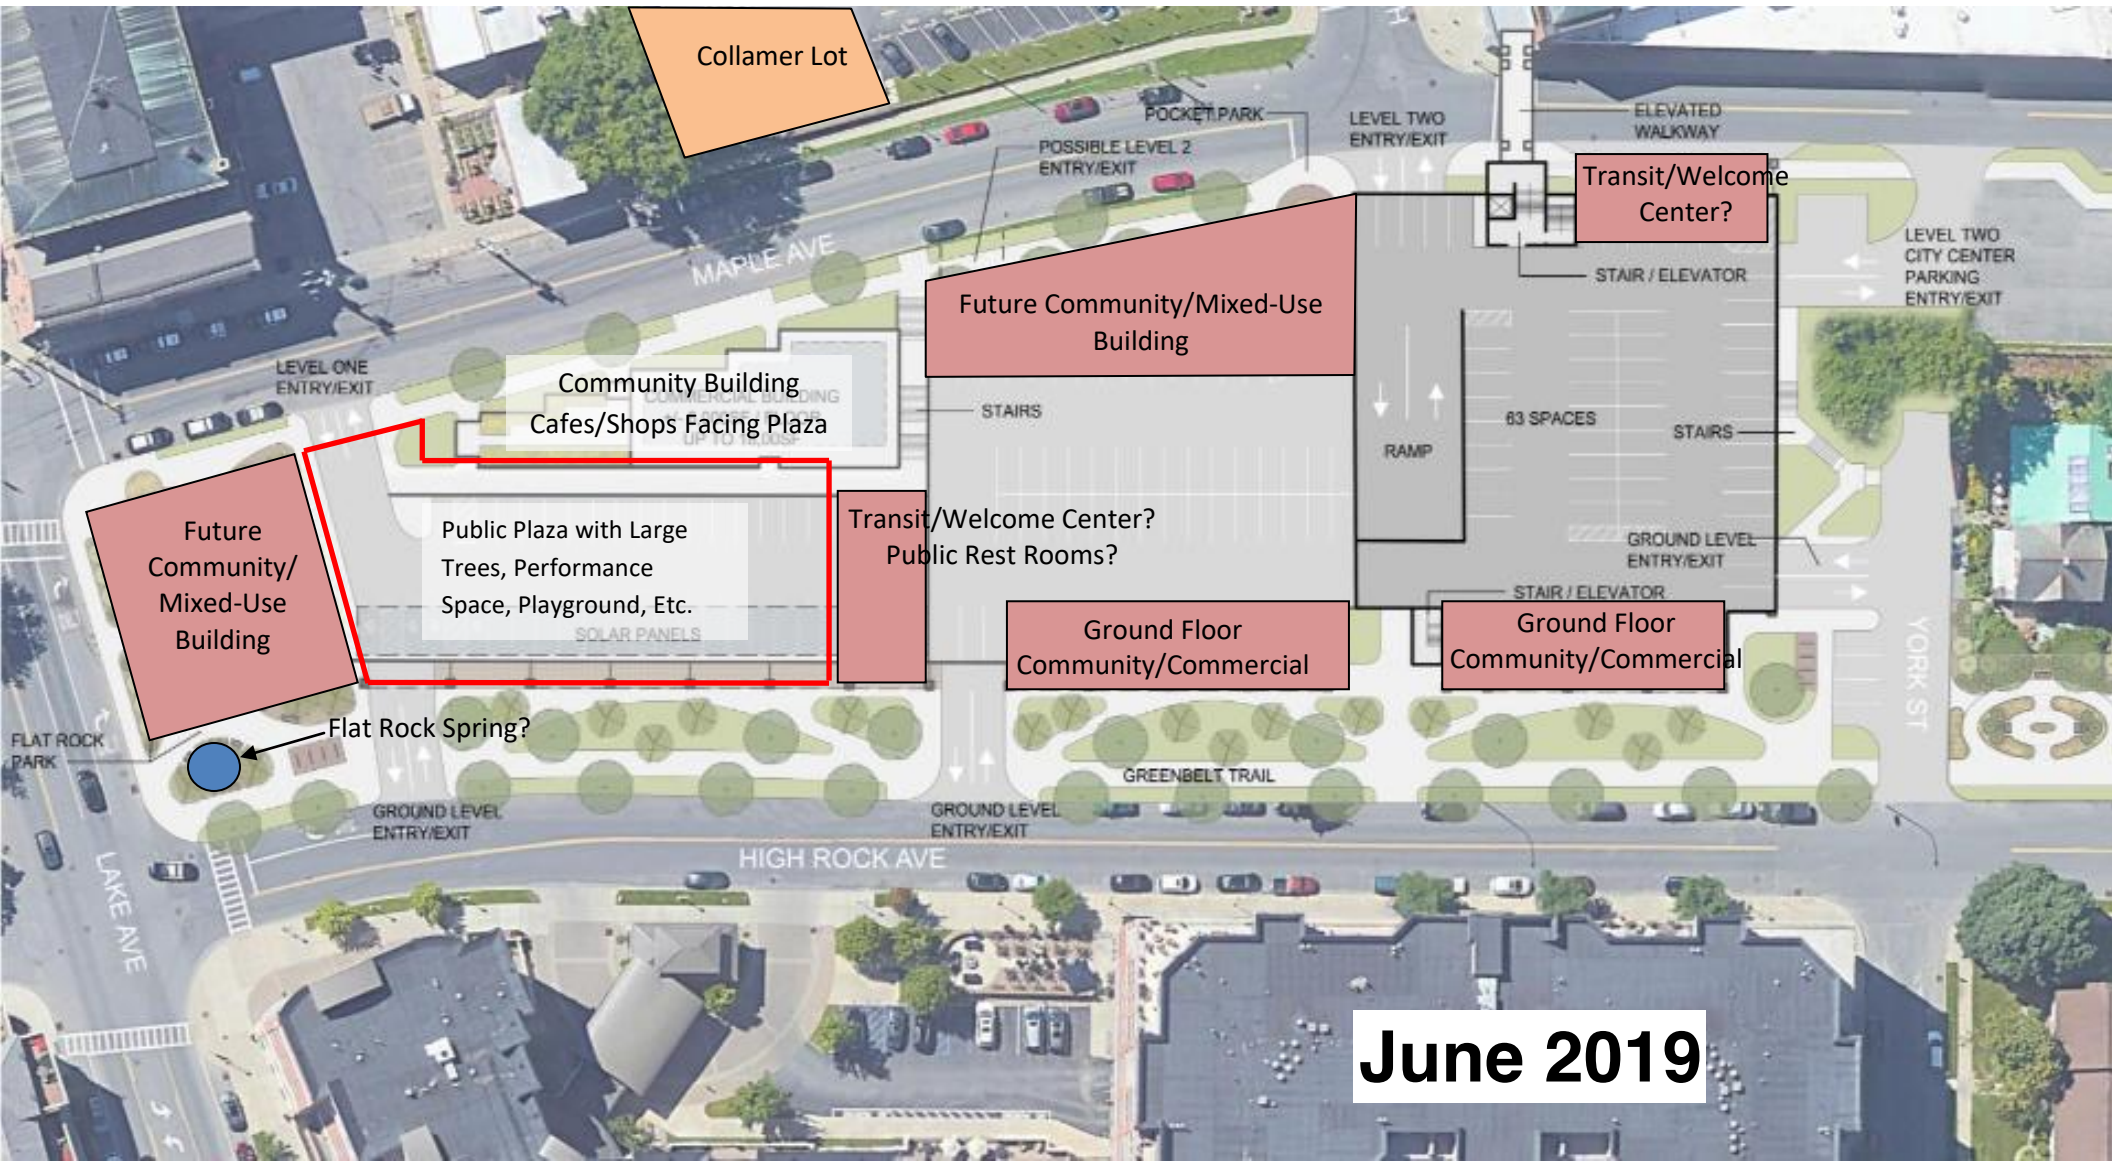 Collamer Lot
POCKET PARK
LEVEL TWO
ENTRY/EXIT
ELEVATED
WALKWAY
POSSIBLE LEVEL 2
ENTRY/EXIT
Transit/Welcome
Center?
MAPLE AVE
LEVEL TWO
CITY CENTER
PARKING
ENTRY/EXIT
STAIR / ELEVATOR
Future Community/Mixed-Use
Building
LEVEL ONE
ENTRY/EXIT
Community Building
COMMERCIAL BUILDING
Cafes/Shops Facing Plaza
STAIRS
63 SPACES
STAIRS
RAMP
Future
Community/
Mixed-Use
Building
Public Plaza with Large
Trees, Performance
Space, Playground, Etc.
SOLAR PANELS
Transit/Welcome Center?
Public Rest Rooms?
GROUND LEVEL
ENTRY/EXIT
STAIR / ELEVATOR
Ground Floor
Community/Commercial
Ground Floor
Community/Commercial
YORK ST
Flat Rock Spring?
FLAT ROCK
PARK
GREENBELT TRAIL
GROUND LEVEL
ENTRY/EXIT
GROUND LEVEL
ENTRY/EXIT
HIGH ROCK AVE
LAKE AVE
June 2019